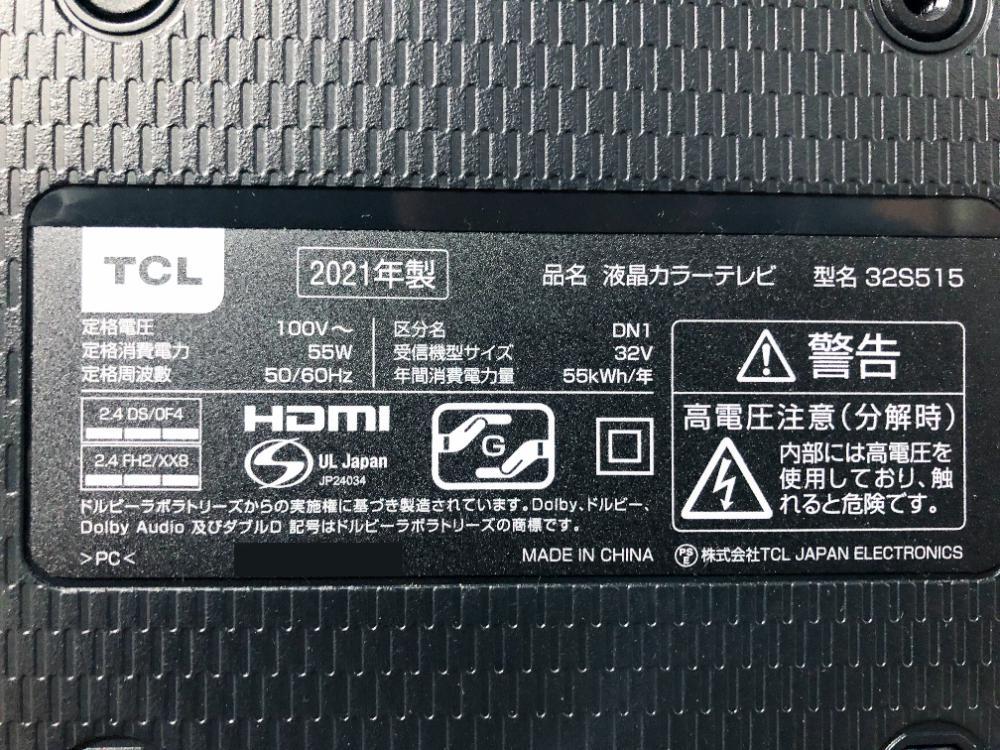 TCL
2021年製
品名 液晶カラーテレビ 型名 32S515
定格電圧 100V～
定格消費電力 55W
定格周波数 50/60Hz
区分名 DN1
受信機型サイズ 32V
年間消費電力量 55kWh/年
2.4 DS/OF4
2.4 FH2/XX8
HDMI
S
UL Japan
JP24034
G
警告
高電圧注意(分解時)
内部には高電圧を
使用しており、触
れると危険です。
ドルビーラボラトリーズからの実施権に基づき製造されています。Dolby、ドルビー、
Dolby Audio 及びダブルD 記号はドルビーラボラトリーズの商標です。
>PC<
MADE IN CHINA
PSE 株式会社TCL JAPAN ELECTRONICS